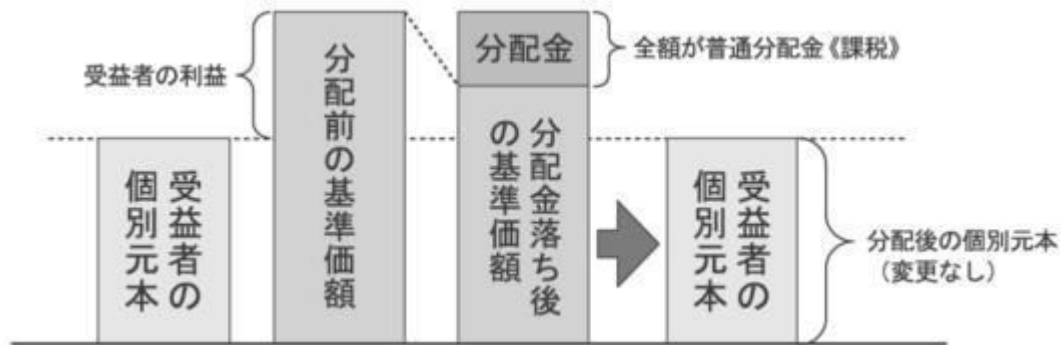 受益者の利益
受益者の
個別元本
分配前の基準価額
分配金
全額が普通分配金《課税》
分配金落ち後
の基準価額
受益者の
個別元本
分配後の個別元本
（変更なし）